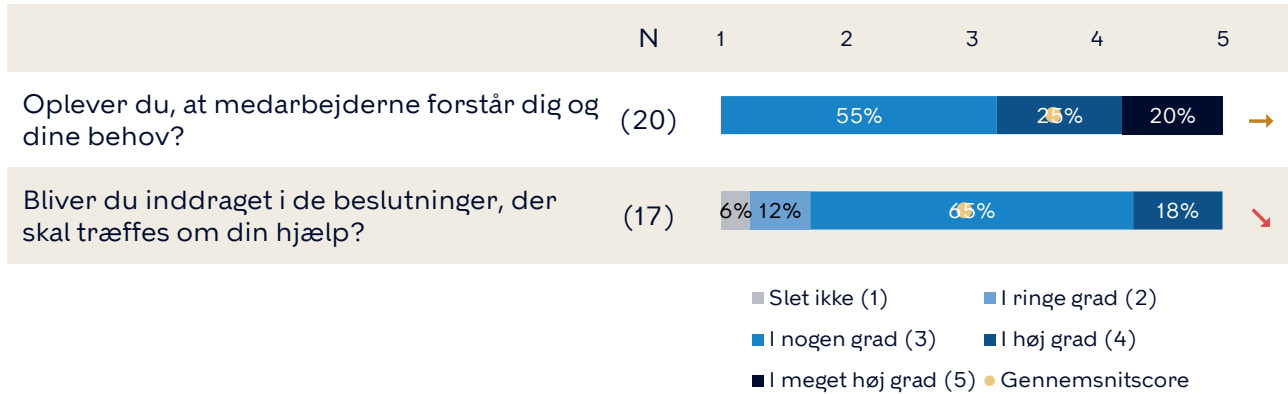 N 1 2 3 4 5
Oplever du, at medarbejderne forstår dig og
dine behov?
(20) 55% 25% 20% →
Bliver du inddraget i de beslutninger, der
skal træffes om din hjælp?
(17) 6% 12% 65% 18% ↘
Slet ikke (1) I ringe grad (2)
I nogen grad (3) I høj grad (4)
I meget høj grad (5) Gennemsnitscore